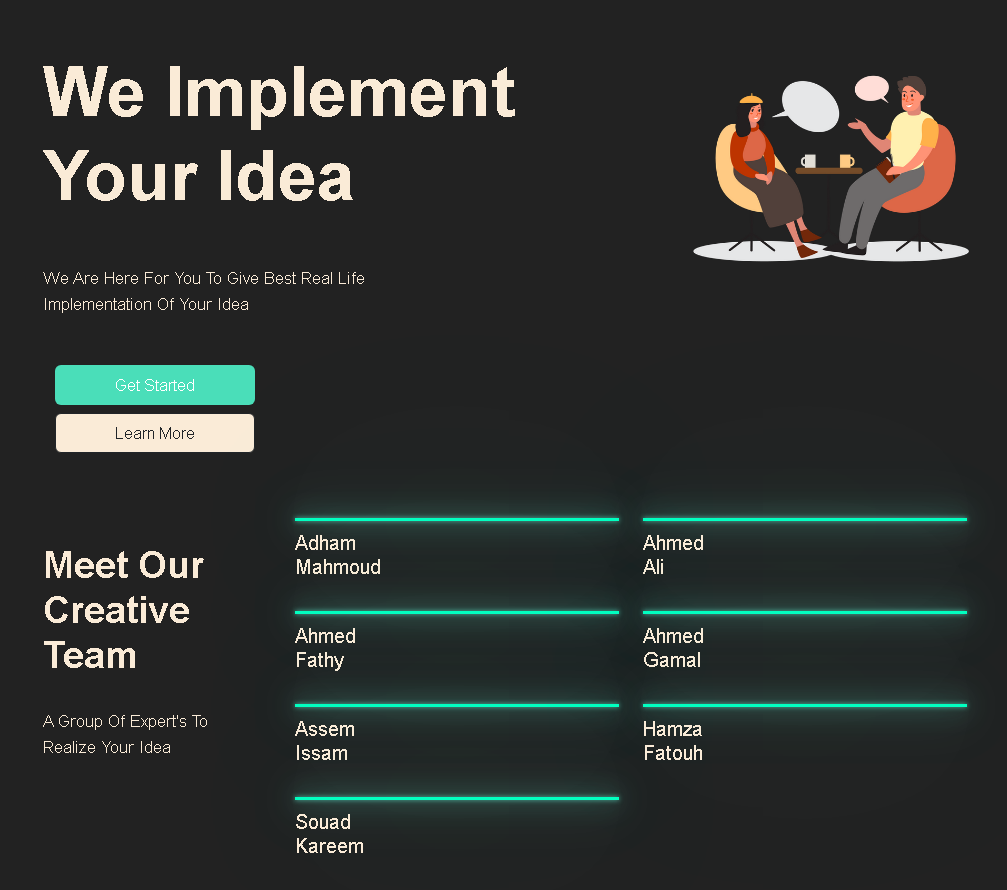 We Implement
Your Idea
We Are Here For You To Give Best Real Life
Implementation Of Your Idea
Get Started
Learn More
Meet Our
Creative
Team
A Group Of Expert's To
Realize Your Idea
Adham
Mahmoud
Ahmed
Ali
Ahmed
Fathy
Ahmed
Gamal
Assem
Issam
Hamza
Fatouh
Souad
Kareem